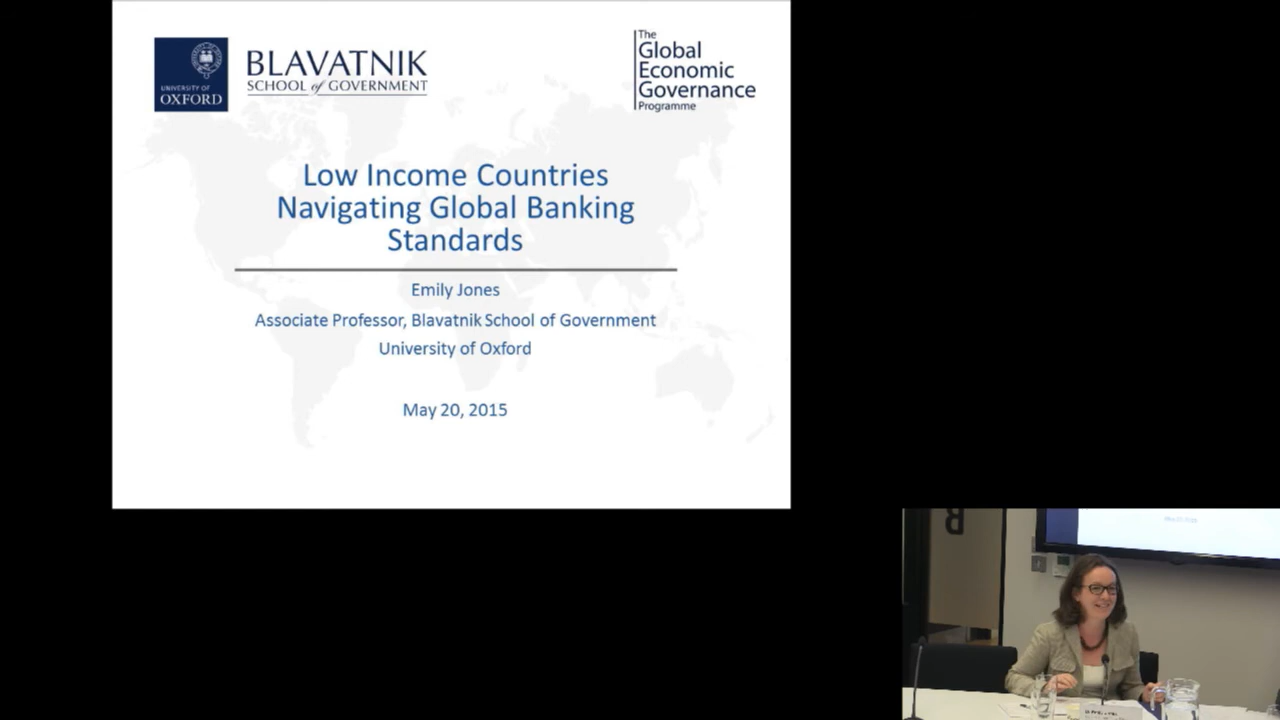 UNIVERSITY OF
OXFORD
BLAVATNIK
SCHOOL of GOVERNMENT
The
Global
Economic
Governance
Programme
Low Income Countries
Navigating Global Banking
Standards
Emily Jones
Associate Professor, Blavatnik School of Government
University of Oxford
May 20, 2015
B